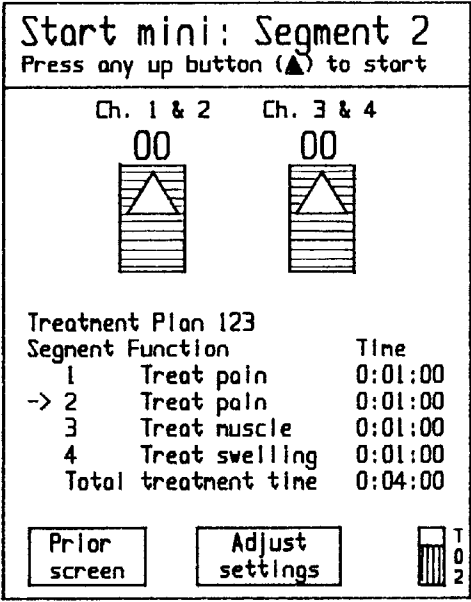 Start mini: Segment 2
Press any up button (▲) to start
Ch. 1 & 2 Ch. 3 & 4
00 00
Treatment Plan 123
Segment Function Time
1 Treat pain 0:01:00
-> 2 Treat pain 0:01:00
3 Treat muscle 0:01:00
4 Treat swelling 0:01:00
Total treatment time 0:04:00
Prior
screen
Adjust
settings
T02